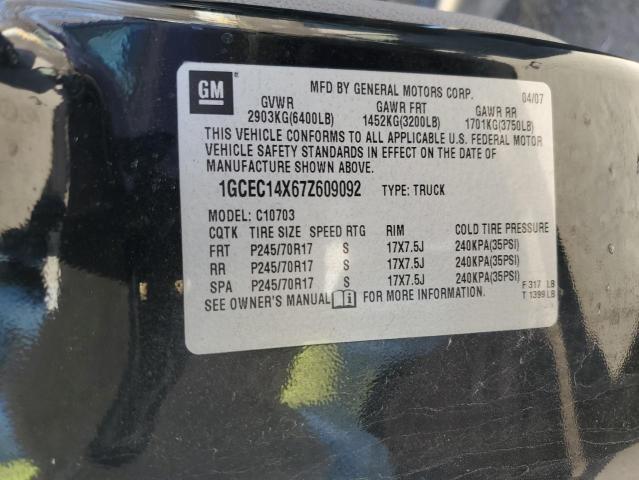 GM
MFD BY GENERAL MOTORS CORP. 04/07
GVWR GAWR FRT GAWR RR
2903KG(6400LB) 1452KG(3200LB) 1701KG(3750LB)
THIS VEHICLE CONFORMS TO ALL APPLICABLE U.S. FEDERAL MOTOR
VEHICLE SAFETY STANDARDS IN EFFECT ON THE DATE OF
MANUFACTURE SHOWN ABOVE.
1GCEC14X67Z609092 TYPE: TRUCK
MODEL: C10703
CQTK TIRE SIZE SPEED RTG RIM COLD TIRE PRESSURE
FRT P245/70R17 S 17X7.5J 240KPA(35PSI)
RR P245/70R17 S 17X7.5J 240KPA(35PSI)
SPA P245/70R17 S 17X7.5J 240KPA(35PSI)
SEE OWNER'S MANUAL i FOR MORE INFORMATION.
F 317 LB
T 1399 LB